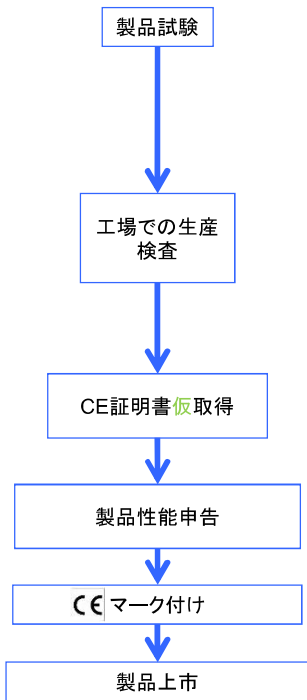 製品試験
工場での生産
検査
CE証明書仮取得
製品性能申告
CE マーク付け
製品上市